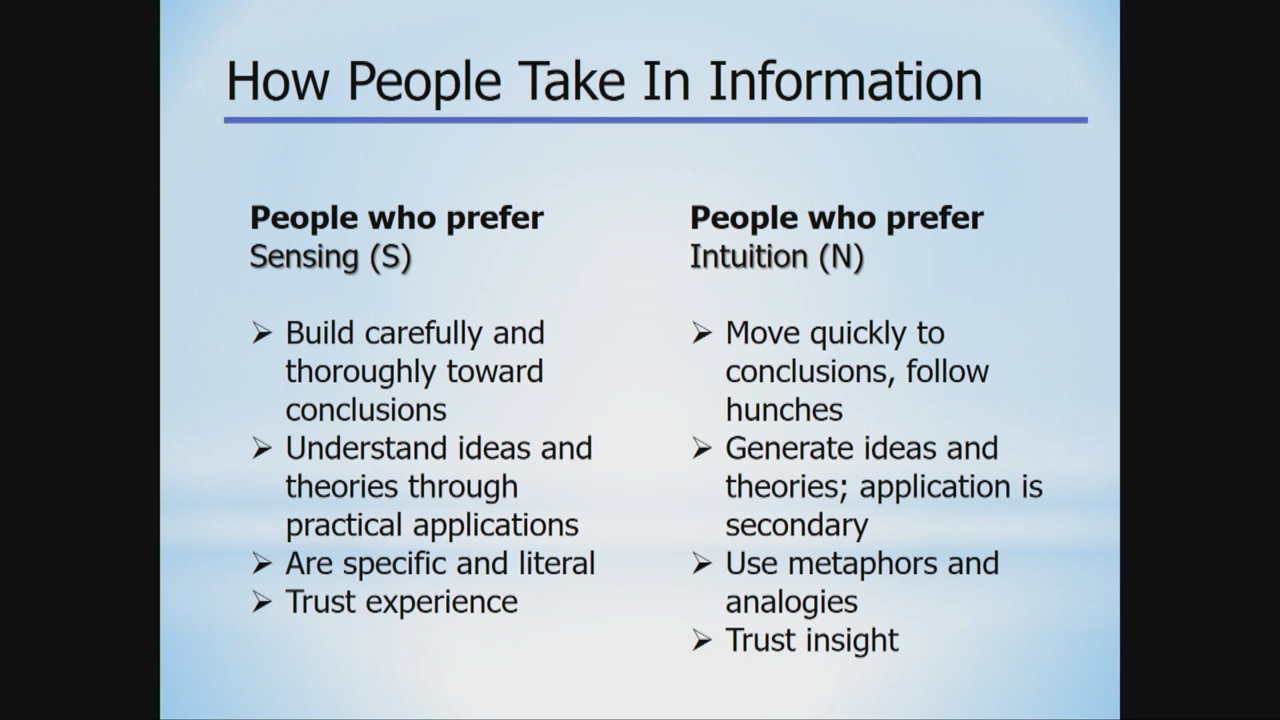 How People Take In Information
People who prefer
Sensing (S)
➢ Build carefully and
thoroughly toward
conclusions
➢ Understand ideas and
theories through
practical applications
➢ Are specific and literal
➢ Trust experience
People who prefer
Intuition (N)
➢ Move quickly to
conclusions, follow
hunches
➢ Generate ideas and
theories; application is
secondary
➢ Use metaphors and
analogies
➢ Trust insight